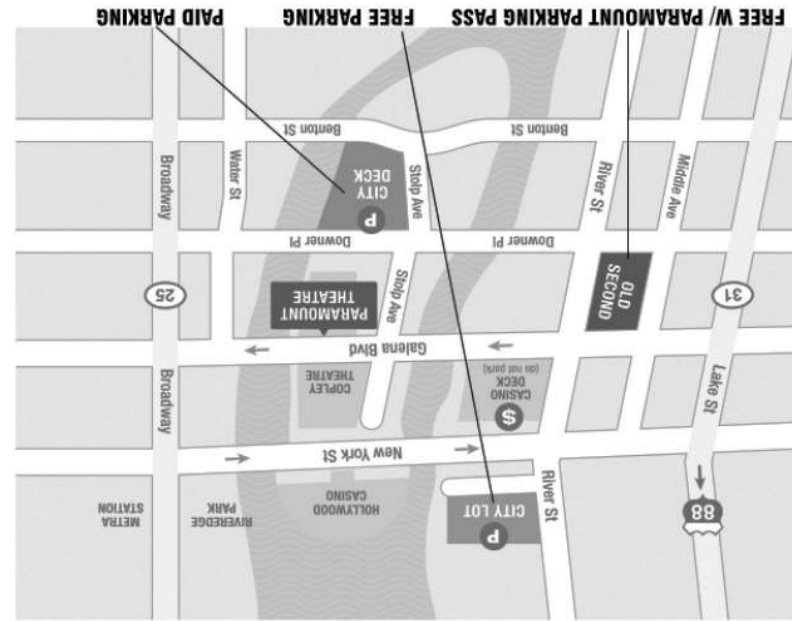 88
P
CITY LOT
River St
HOLLYWOOD
CASINO
RIVEREDGE
PARK
METRA
STATION
New York St
Lake St
$
CASINO
DECK
(do not park)
COPLEY
THEATRE
Broadway
Galena Blvd
31
OLD
SECOND
Stolp Ave
PARAMOUNT
THEATRE
25
Downer Pl
Downer Pl
Middle Ave
River St
Stolp Ave
P
CITY
DECK
Water St
Broadway
Benton St
Benton St
FREE W/ PARAMOUNT PARKING PASS
FREE PARKING
PAID PARKING